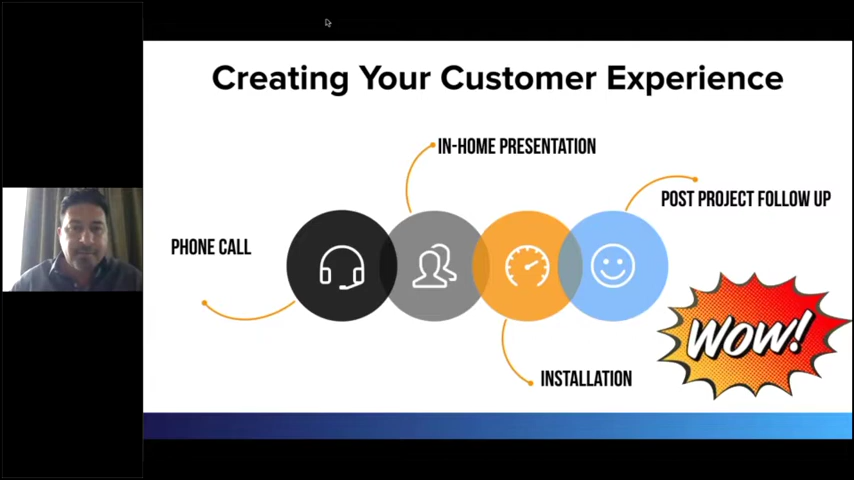 Creating Your Customer Experience
IN-HOME PRESENTATION
POST PROJECT FOLLOW UP
PHONE CALL
WOW!
INSTALLATION